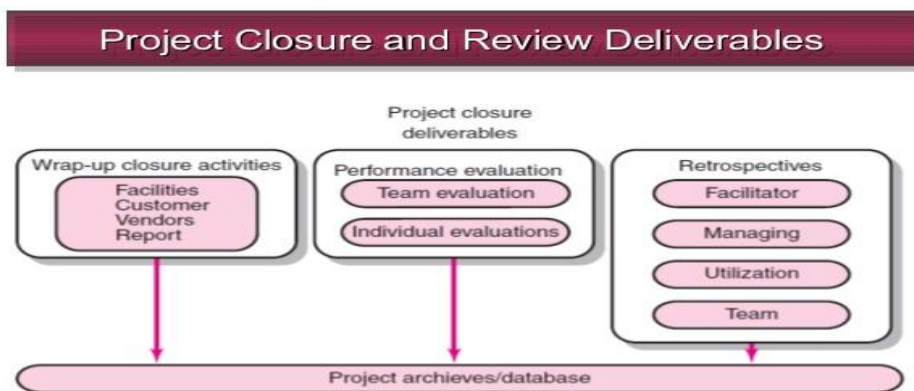 Project Closure and Review Deliverables
Project closure
deliverables
Wrap-up closure activities
Facilities
Customer
Vendors
Report
Performance evaluation
Team evaluation
Individual evaluations
Retrospectives
Facilitator
Managing
Utilization
Team
Project archieves/database